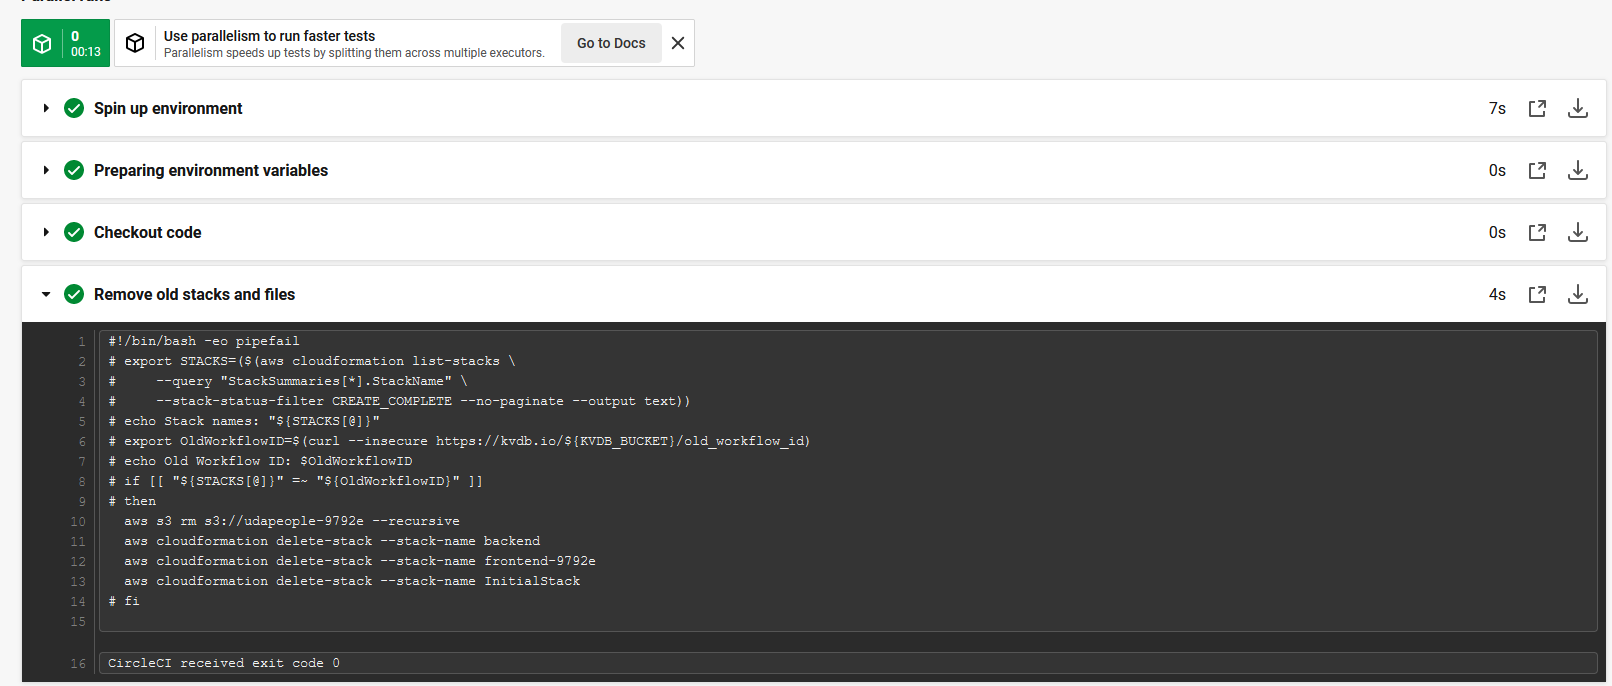 0
00:13
Use parallelism to run faster tests
Parallelism speeds up tests by splitting them across multiple executors.
Go to Docs
Spin up environment
7s
Preparing environment variables
0s
Checkout code
0s
Remove old stacks and files
4s
1 #!/bin/bash -eo pipefail
2 # export STACKS=($(aws cloudformation list-stacks \
3 #     --query "StackSummaries[*].StackName" \
4 #     --stack-status-filter CREATE_COMPLETE --no-paginate --output text))
5 # echo Stack names: "${STACKS[@]}"
6 # export OldWorkflowID=$(curl --insecure https://kvdb.io/${KVDB_BUCKET}/old_workflow_id)
7 # echo Old Workflow ID: $OldWorkflowID
8 # if [[ "${STACKS[@]}" =~ "${OldWorkflowID}" ]]
9 # then
10   aws s3 rm s3://udapeople-9792e --recursive
11   aws cloudformation delete-stack --stack-name backend
12   aws cloudformation delete-stack --stack-name frontend-9792e
13   aws cloudformation delete-stack --stack-name InitialStack
14 # fi
15
16 CircleCI received exit code 0